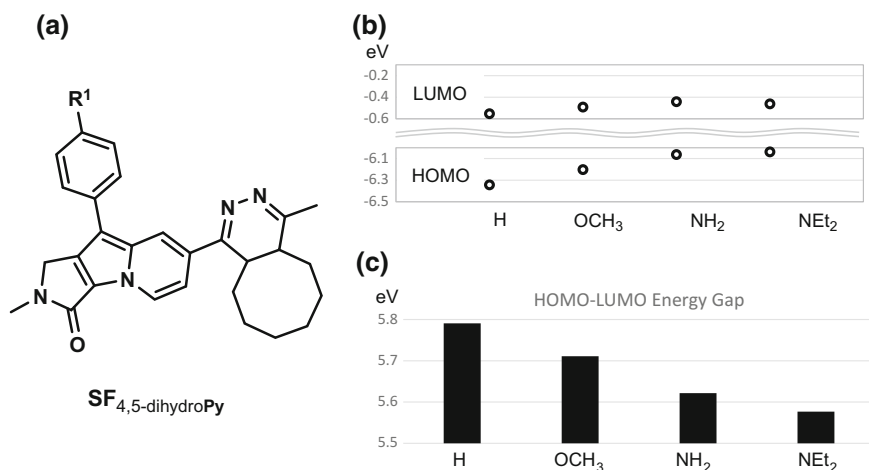 (a)
R¹
N
N
N
N
O
SF4,5-dihydroPy
(b)
eV
-0.2
LUMO
-0.4
-0.6
-6.1
HOMO
-6.3
-6.5
H OCH₃ NH₂ NEt₂
(c)
eV
HOMO-LUMO Energy Gap
5.8
5.7
5.6
5.5
H OCH₃ NH₂ NEt₂